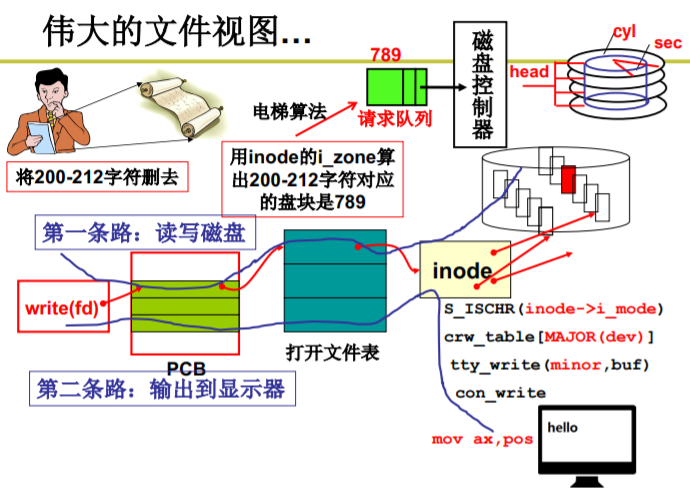 伟大的文件视图…
789
磁盘控制器
cyl
sec
head
电梯算法
请求队列
将200-212字符删去
用inode的i_zone算
出200-212字符对应
的盘块是789
第一条路：读写磁盘
write(fd)
PCB
打开文件表
inode
S_ISCHR(inode->i_mode)
crw_table[MAJOR(dev)]
tty_write(minor,buf)
con_write
第二条路：输出到显示器
mov ax,pos
hello